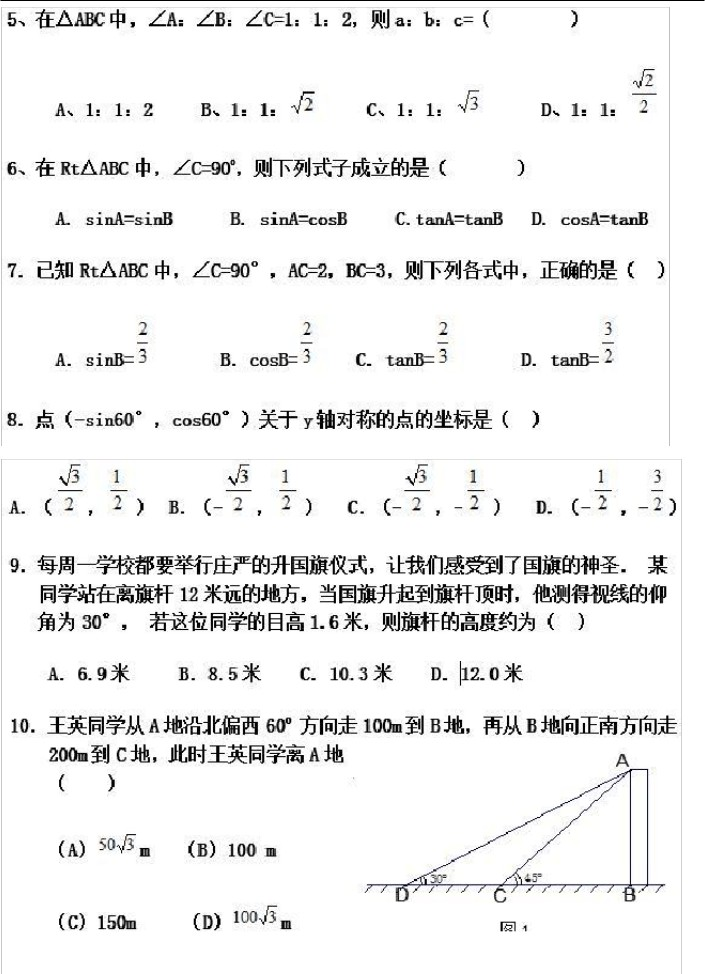 5、在△ABC中，∠A：∠B：∠C=1：1：2，则a：b：c=（　　）
A、1：1：2　B、1：1：√2　C、1：1：√3　D、1：1：√2/2
6、在Rt△ABC中，∠C=90º，则下列式子成立的是（　　）
A. sinA=sinB　B. sinA=cosB　C.tanA=tanB　D. cosA=tanB
7. 已知Rt△ABC中，∠C=90°，AC=2，BC=3，则下列各式中，正确的是（　）
A. sinB=2/3　B. cosB=2/3　C. tanB=2/3　D. tanB=3/2
8. 点（-sin60°，cos60°）关于y轴对称的点的坐标是（　）
A.（√3/2，1/2）　B.（-√3/2，1/2）　C.（-√3/2，-1/2）　D.（-1/2，-3/2）
9. 每周一学校都要举行庄严的升国旗仪式，让我们感受到了国旗的神圣. 某
同学站在离旗杆12米远的地方，当国旗升起到旗杆顶时，他测得视线的仰
角为30°，若这位同学的目高1.6米，则旗杆的高度约为（　）
A. 6.9米　B. 8.5米　C. 10.3米　D. 12.0米
10. 王英同学从A地沿北偏西60º方向走100m到B地，再从B地向正南方向走
200m到C地，此时王英同学离A地
（　　）
(A) 50√3 m　(B) 100 m
(C) 150m　(D) 100√3 m
A
30°　45°
D　C　B